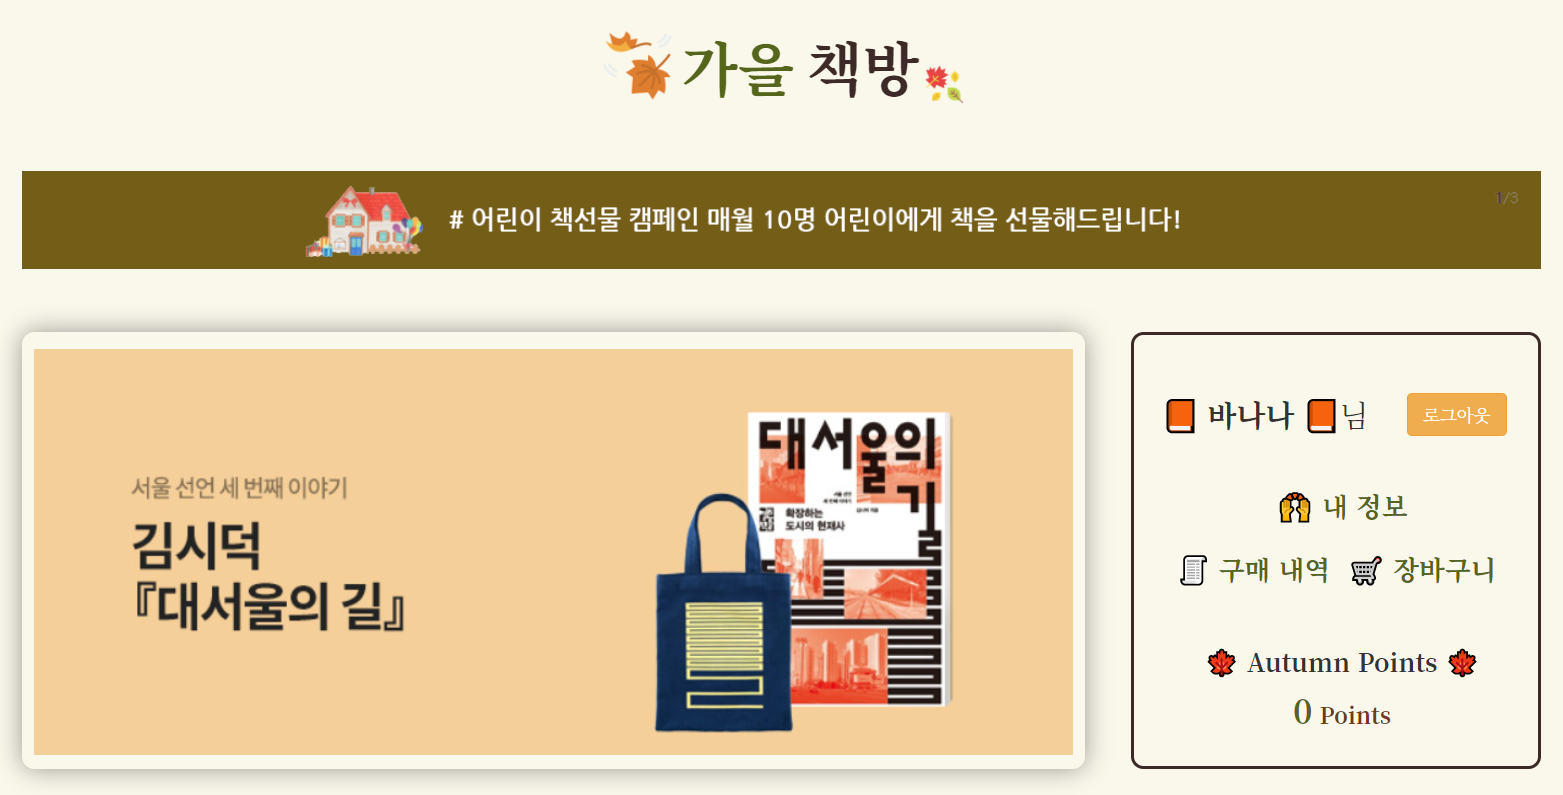 가을 책방
# 어린이 책선물 캠페인 매월 10명 어린이에게 책을 선물해드립니다!
1/3
서울 선언 세 번째 이야기
김시덕
『대서울의 길』
대서울의
길
확장하는
도시의 현재사
바나나 님
로그아웃
내 정보
구매 내역 장바구니
Autumn Points
0 Points